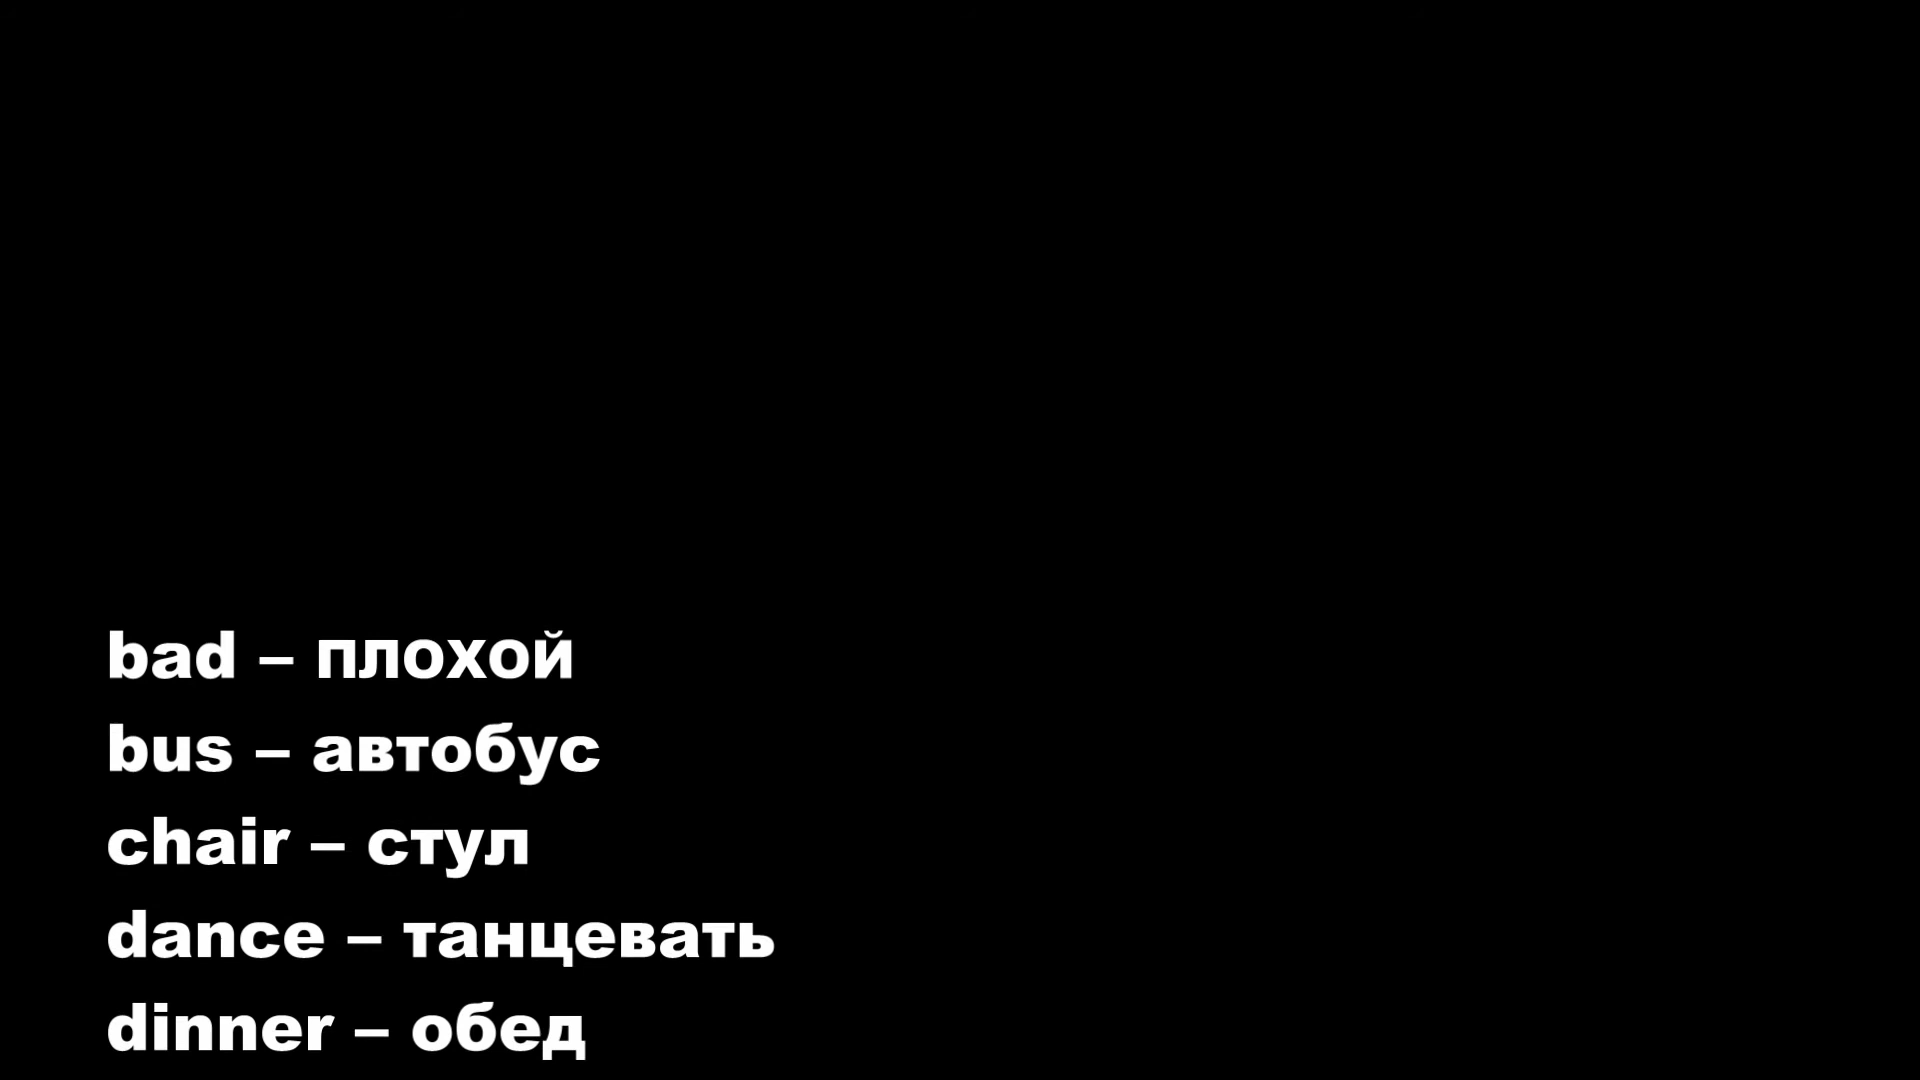 bad – плохой
bus – автобус
chair – стул
dance – танцевать
dinner – обед